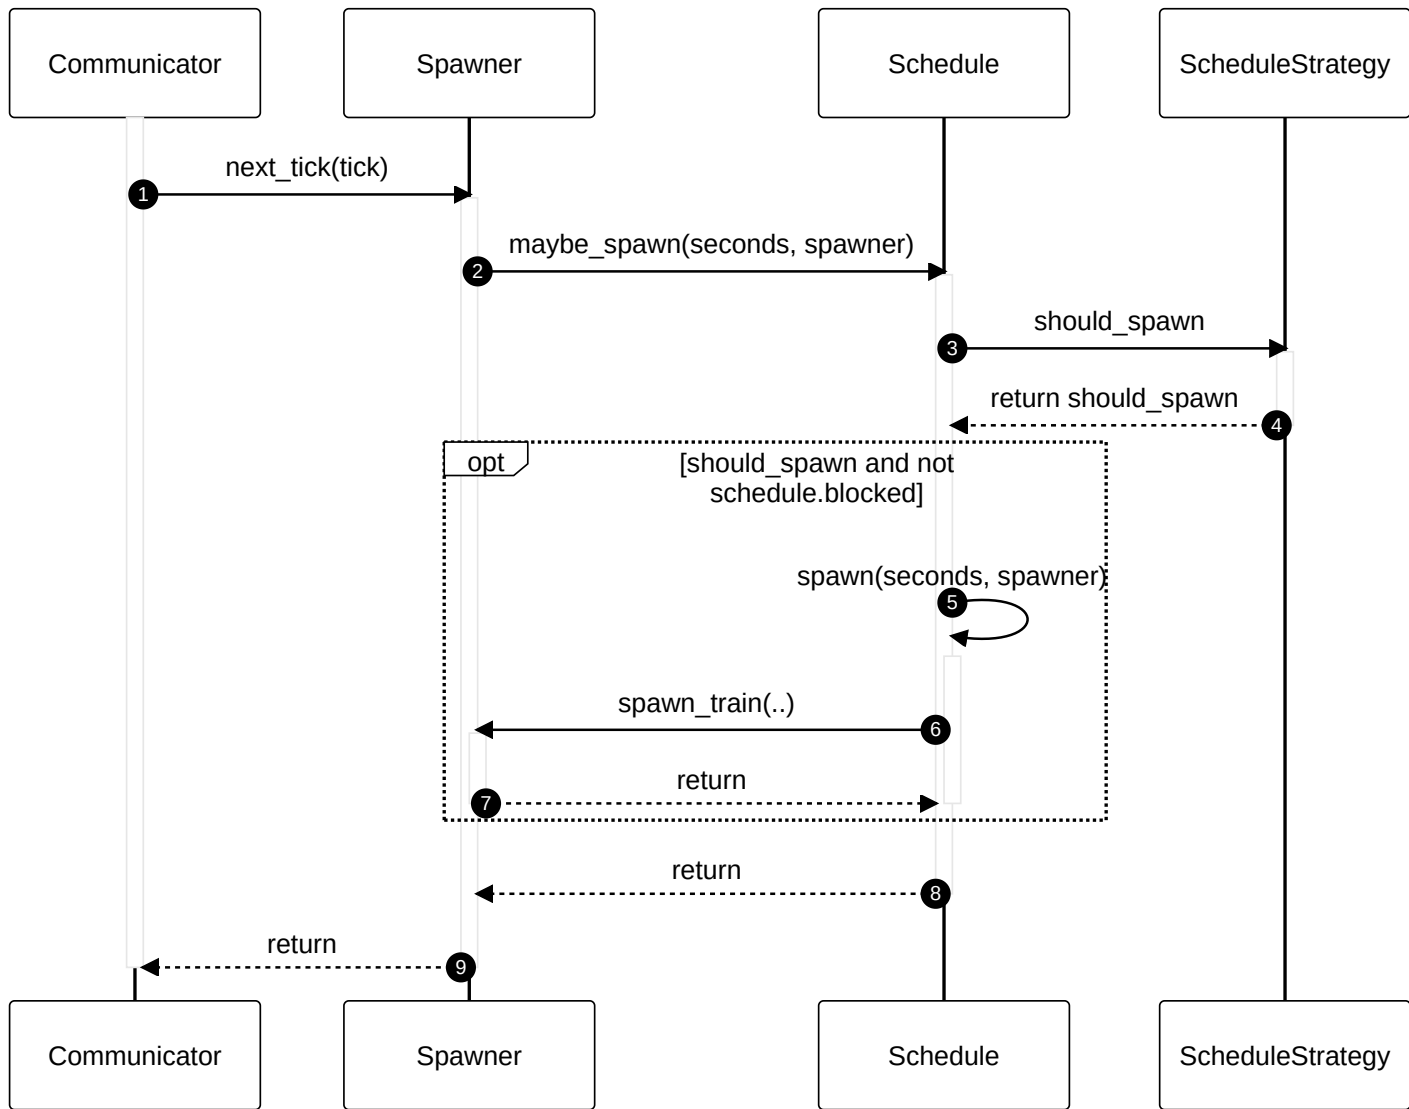 Communicator
Spawner
Schedule
ScheduleStrategy
next_tick(tick)
1
maybe_spawn(seconds, spawner)
2
should_spawn
3
return should_spawn
4
opt
[should_spawn and not
schedule.blocked]
spawn(seconds, spawner)
5
spawn_train(..)
6
return
7
return
8
return
9
Communicator
Spawner
Schedule
ScheduleStrategy